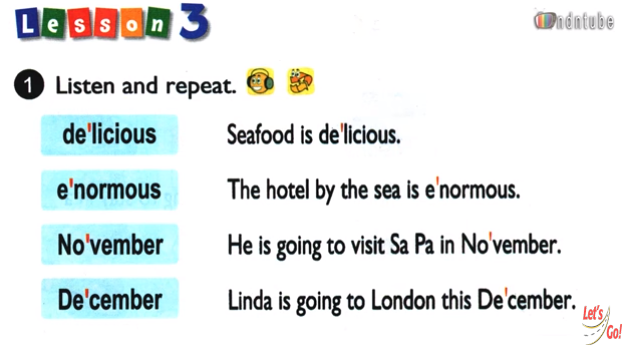 Lesson 3
ndntube
1 Listen and repeat.
de'licious Seafood is de'licious.
e'normous The hotel by the sea is e'normous.
No'vember He is going to visit Sa Pa in No'vember.
De'cember Linda is going to London this De'cember.
Let's
Go!